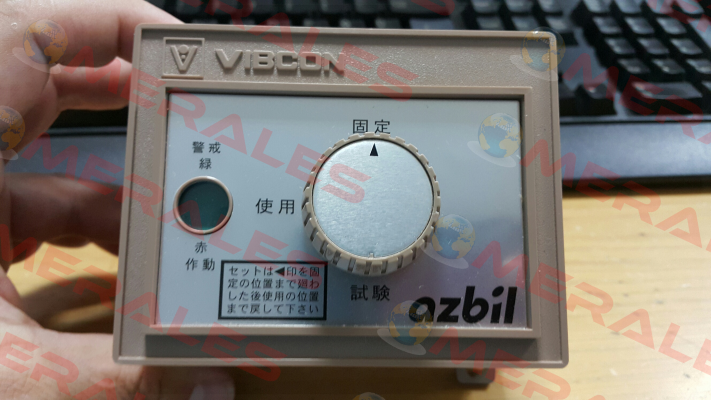 VIBCON
固定
警戒
緑
使用
赤
作動
セットは◀印を固
定の位置まで廻わ
した後使用の位置
まで戻して下さい
試験
azbil
MERALES